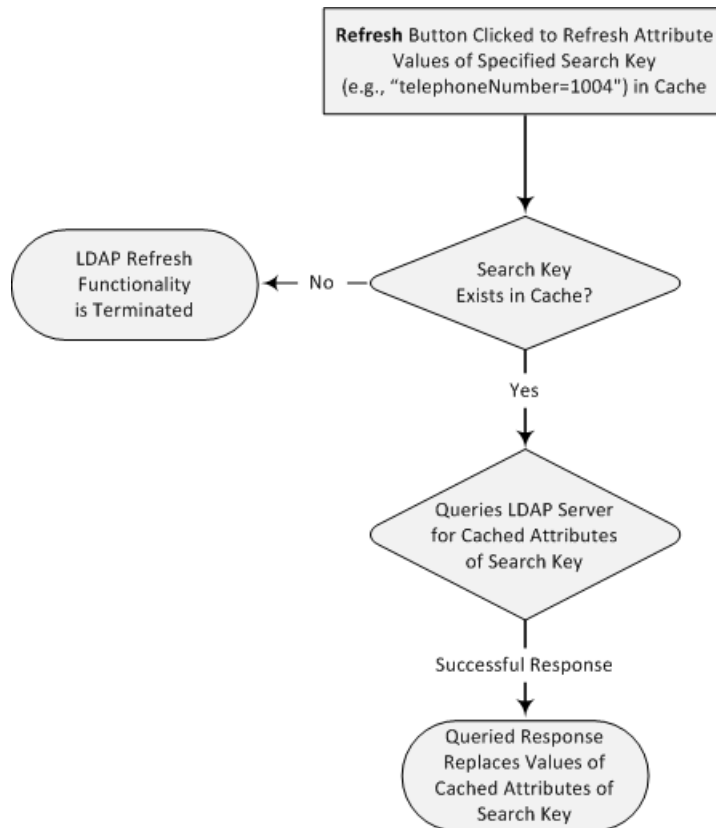 Refresh Button Clicked to Refresh Attribute
Values of Specified Search Key
(e.g., “telephoneNumber=1004") in Cache
Search Key
Exists in Cache?
No
LDAP Refresh
Functionality
is Terminated
Yes
Queries LDAP Server
for Cached Attributes
of Search Key
Successful Response
Queried Response
Replaces Values of
Cached Attributes of
Search Key